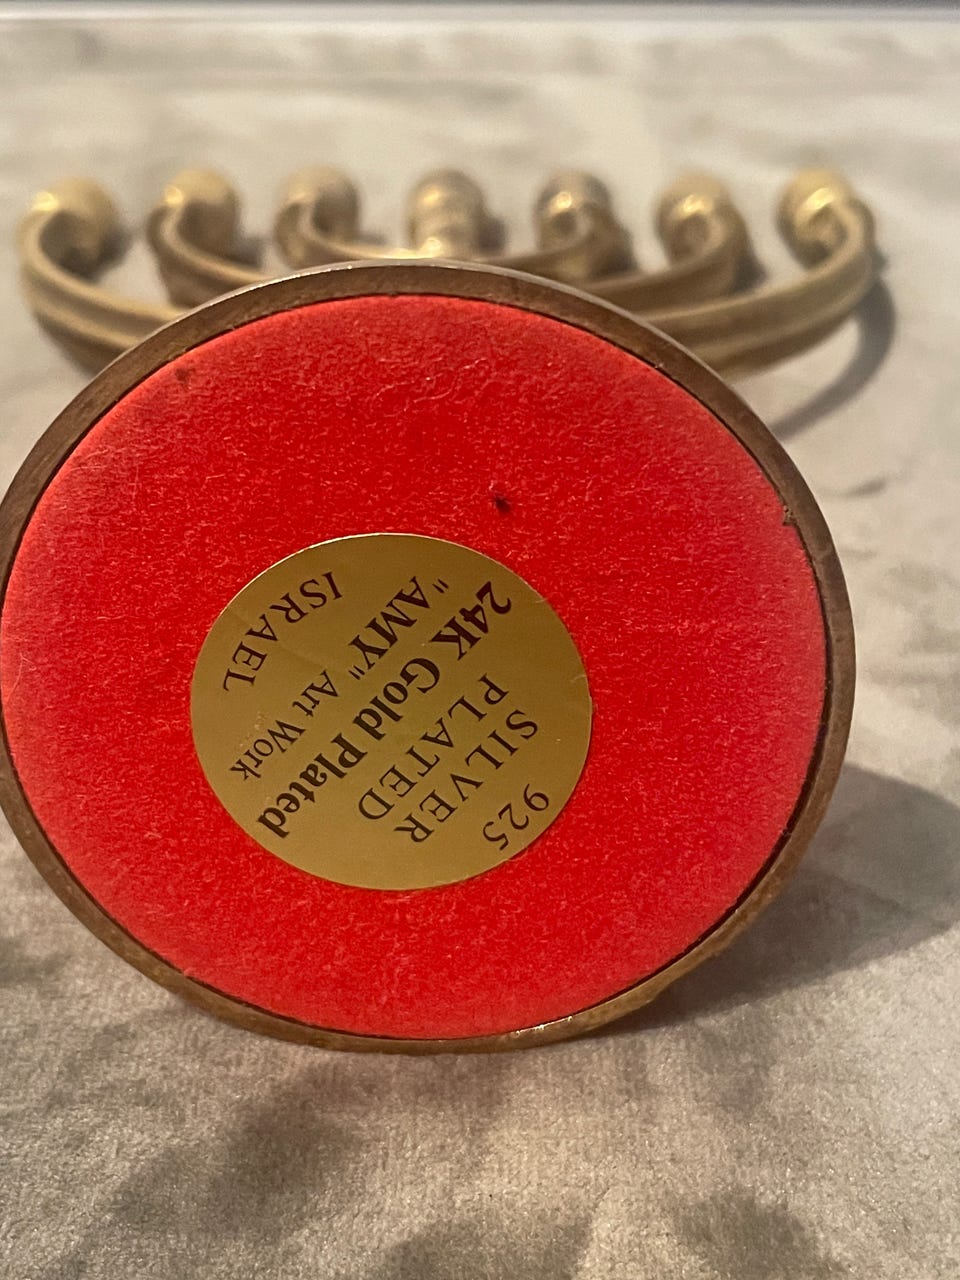 925
SILVER
PLATED
24K Gold Plated
"AMY" Art Work
ISRAEL